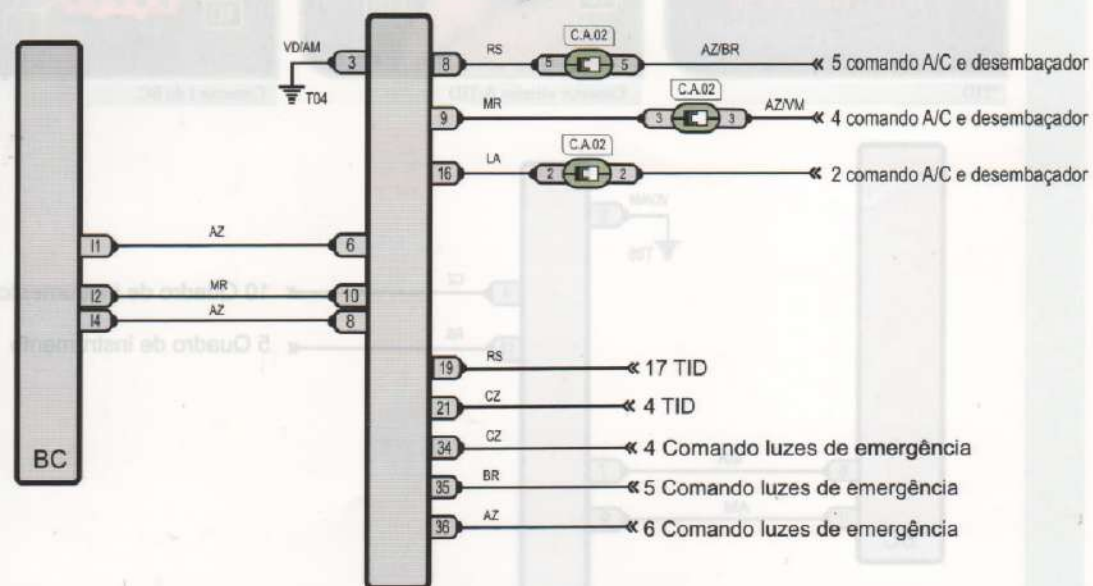 VD/AM 3
T04
8 RS 5 C.A.02 5 AZ/BR « 5 comando A/C e desembaçador
9 MR 3 C.A.02 3 AZ/VM « 4 comando A/C e desembaçador
16 LA 2 C.A.02 2 « 2 comando A/C e desembaçador
I1 AZ 6
I2 MR 10
I4 AZ 8
19 RS « 17 TID
21 CZ « 4 TID
34 CZ « 4 Comando luzes de emergência
BC
35 BR « 5 Comando luzes de emergência
36 AZ « 6 Comando luzes de emergência